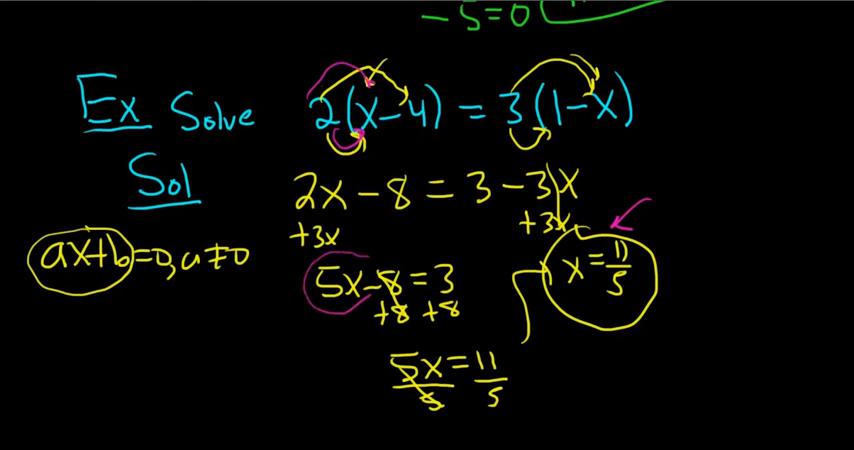 -5=0
Ex Solve 2(x-4) = 3(1-x)
Sol
2x-8=3-3x
+3x +3x
ax+b=0, a≠0
5x-8=3
+8 +8
x=11/5
5x/5=11/5